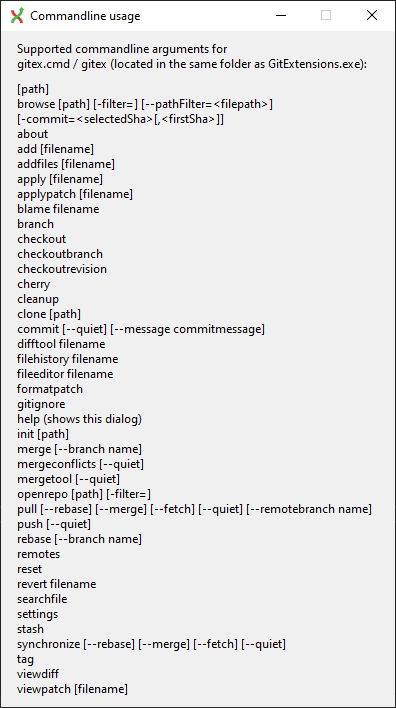 Commandline usage
Supported commandline arguments for
gitex.cmd / gitex (located in the same folder as GitExtensions.exe):
[path]
browse [path] [-filter=] [--pathFilter=<filepath>]
[-commit=<selectedSha>[,<firstSha>]]
about
add [filename]
addfiles [filename]
apply [filename]
applypatch [filename]
blame filename
branch
checkout
checkoutbranch
checkoutrevision
cherry
cleanup
clone [path]
commit [--quiet] [--message commitmessage]
difftool filename
filehistory filename
fileeditor filename
formatpatch
gitignore
help (shows this dialog)
init [path]
merge [--branch name]
mergeconflicts [--quiet]
mergetool [--quiet]
openrepo [path] [-filter=]
pull [--rebase] [--merge] [--fetch] [--quiet] [--remotebranch name]
push [--quiet]
rebase [--branch name]
remotes
reset
revert filename
searchfile
settings
stash
synchronize [--rebase] [--merge] [--fetch] [--quiet]
tag
viewdiff
viewpatch [filename]